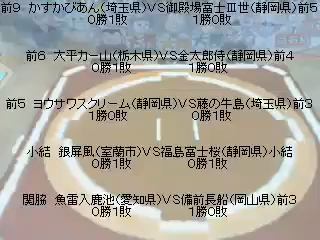 前9 かすかびあん(埼玉県)VS御殿場富士Ⅲ世(静岡県)前5
0勝1敗 1勝0敗
前6 六平カー山(栃木県)VS金太郎侍(静岡県)前4
0勝1敗 1勝0敗
前5 ヨウサワスクリーム(静岡県)VS藤の牛島(埼玉県)前3
0勝1敗 1勝0敗
小結 銀屏風(室蘭市)VS福島富士桜(静岡県)小結
0勝1敗 1勝0敗
関脇 魚雷入鹿池(愛知県)VS備前長船(岡山県)前3
0勝1敗 1勝0敗